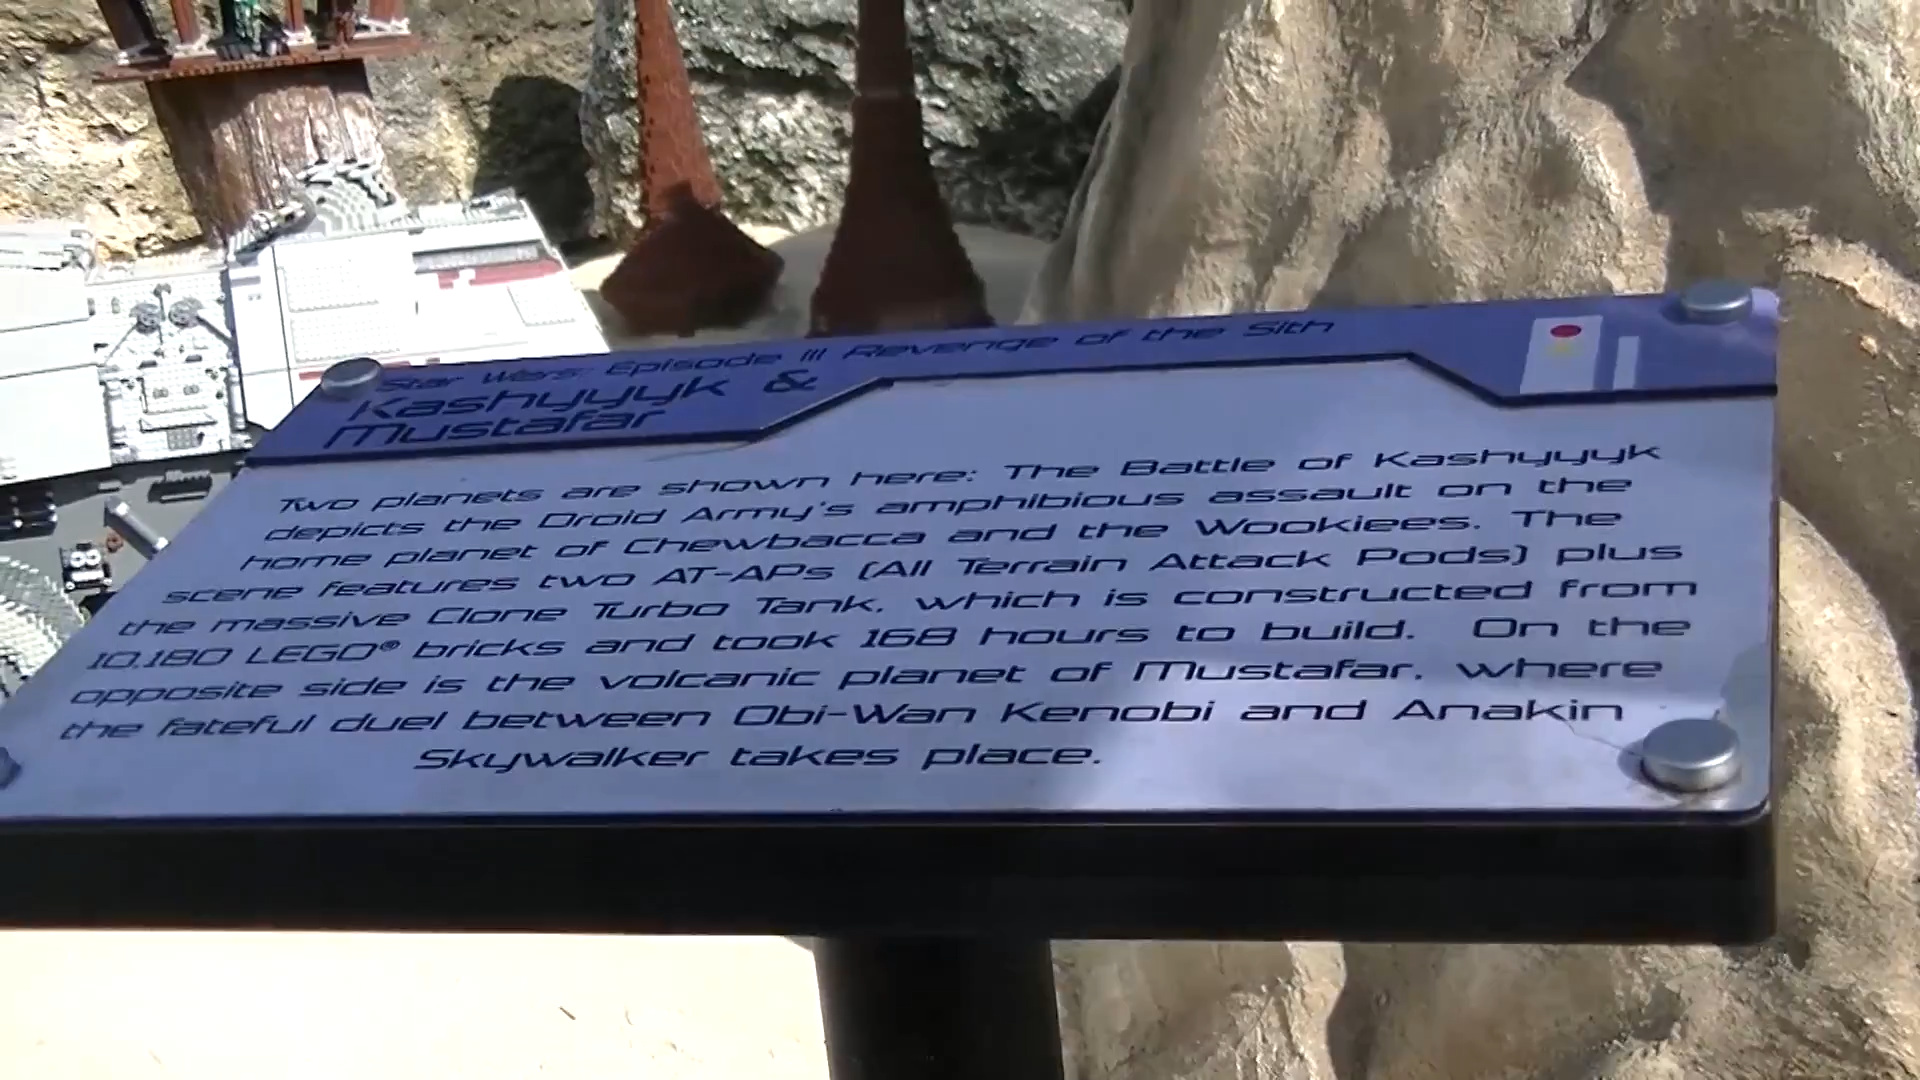 Star Wars: Episode III Revenge of the Sith
Kashyyyk &
Mustafar
Two planets are shown here: The Battle of Kashyyyk
depicts the Droid Army's amphibious assault on the
home planet of Chewbacca and the Wookiees. The
scene features two AT-APs (All Terrain Attack Pods) plus
the massive Clone Turbo Tank, which is constructed from
10,180 LEGO® bricks and took 168 hours to build. On the
opposite side is the volcanic planet of Mustafar, where
the fateful duel between Obi-Wan Kenobi and Anakin
Skywalker takes place.